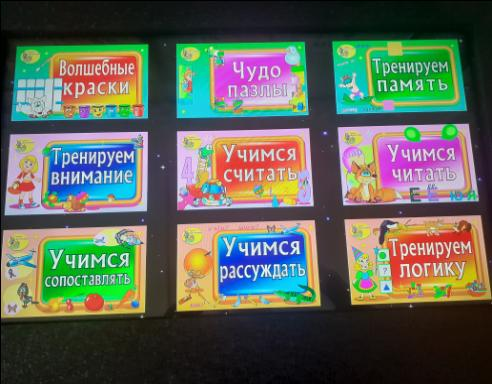 Волшебные
краски
Чудо
пазлы
Тренируем
память
Тренируем
внимание
Учимся
считать
Учимся
читать
Учимся
сопоставлять
Учимся
рассуждать
Тренируем
логику